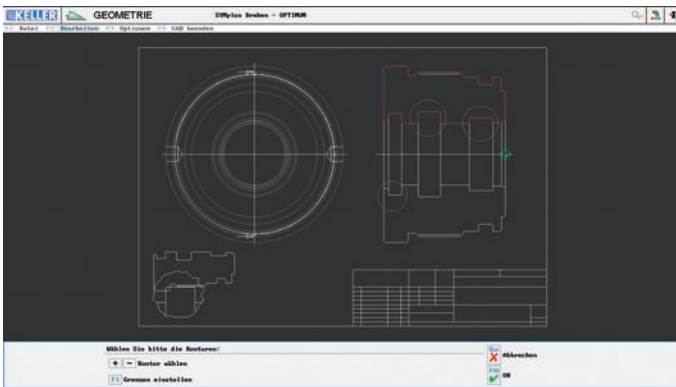 KELLER GEOMETRIE SYMplus Drehen - OPTIMUM
F1 Datei F2 Bearbeiten F3 Optionen F4 CAD beenden
Wählen Sie bitte die Konturen:
+ - Kontur wählen
F1 Grenzen einstellen
Esc Abbrechen
F10 OK